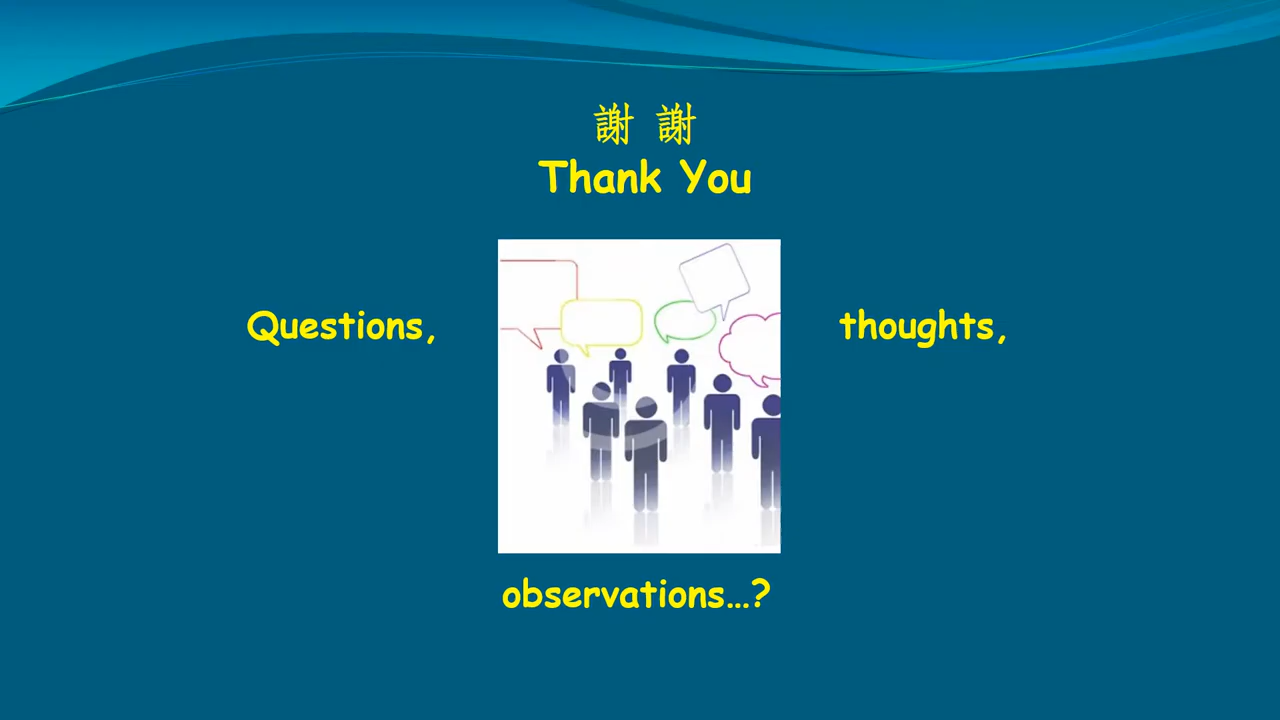 謝 謝
Thank You
Questions,
thoughts,
observations...?